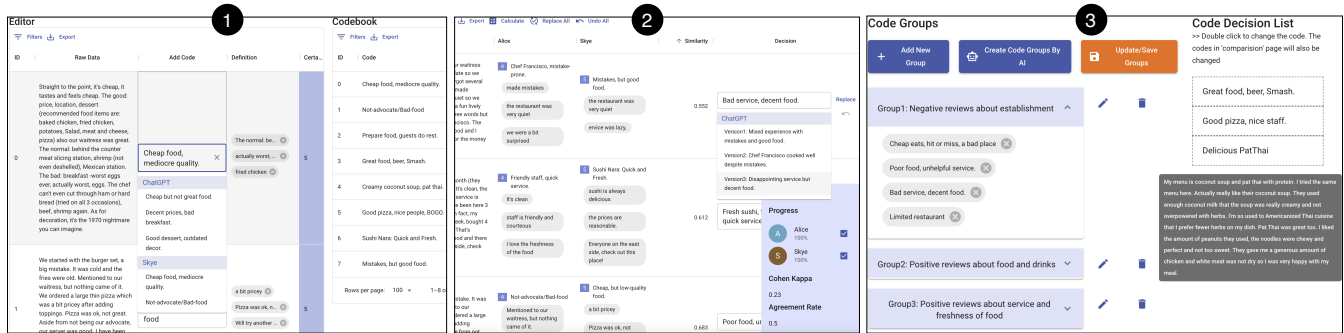 1
Editor
Filters Export
ID Raw Data Add Code Definition Certa..
0
Straight to the point, it's cheap, it
tastes and feels cheap. The good:
price, location, dessert
(recommended food items are:
baked chicken, fried chicken,
potatoes, Salad, meat and cheese,
pizza) also our waitress was great.
The normal: behind the counter
meat slicing station, shrimp (not
even deshelled), Mexican station.
The bad: breakfast -worst eggs
ever, actually worst, eggs. The chef
can't even cut through ham or hard
bread (tried on all 3 occasions),
beef, shrimp again. As for
decoration, it's the 1970 nightmare
you can imagine.
Cheap food,
mediocre quality.
ChatGPT
Cheap but not great food.
Decent prices, bad
breakfast.
Good dessert, outdated
decor.
Skye
Cheap food, mediocre
quality.
Not-advocate/Bad-food
The normal: be...
actually worst, ...
fried chicken
5
1
We started with the burger set, a
big mistake. It was cold and the
fries were old. Mentioned to our
waitress, but nothing came of it.
We ordered a large thin pizza which
was a bit pricey after adding
toppings. Pizza was ok, not great.
Aside from not being our advocate,
our server was good. I have been
food
a bit pricey
Pizza was ok, n...
Will try another ...
5
Codebook
Filters Export
ID Code
0 Cheap food, mediocre quality.
1 Not-advocate/Bad-food
2 Prepare food, guests do rest.
3 Great food, beer, Smash.
4 Creamy coconut soup, pat thai.
5 Good pizza, nice people, BOGO.
6 Sushi Nara: Quick and Fresh.
7 Mistakes, but good food.
Rows per page: 100 1–8 o
2
Export Calculate Replace All Undo All
Alice Skye Similarity Decision
4 Chef Francisco, mistake-
prone.
made mistakes
the restaurant was
very quiet
we were a bit
surprised
5 Mistakes, but good
food.
the restaurant was
very quiet
ervice was lazy,
0.552
Bad service, decent food.
Replace
ChatGPT
Version1: Mixed experience with
mistakes and good food.
Version2: Chef Francisco cooked well
despite mistakes.
Version3: Disappointing service but
decent food.
4 Friendly staff, quick
service.
It's clean
staff is friendly and
courteous
I love the freshness
of the food
5 Sushi Nara: Quick and
Fresh.
sushi is always
delicious
the prices are
reasonable.
Everyone on the east
side, check out this
place!
0.612
Fresh sushi,
quick service
4 Not-advocate/Bad-food
Mentioned to our
waitress, but nothing
came of it.
5 Cheap, but low-quality
food.
a bit pricey
Pizza was ok, not
0.683
Poor food, u
Progress
A Alice
100%
S Skye
100%
Cohen Kappa
0.23
Agreement Rate
0.5
3
Code Groups
Add New
Group
Create Code Groups By
AI
Update/Save
Groups
Group1: Negative reviews about establishment
Cheap eats, hit or miss, a bad place
Poor food, unhelpful service.
Bad service, decent food.
Limited restaurant
Group2: Positive reviews about food and drinks
Group3: Positive reviews about service and
freshness of food
Code Decision List
>> Double click to change the code. The
codes in 'comparision' page will also be
changed
Great food, beer, Smash.
Good pizza, nice staff.
Delicious PatThai
My menu is coconut soup and pat thai with protein. I tried the same
menu here. Actually really like their coconut soup. They used
enough coconut milk that the soup was really creamy and not
overpowered with herbs. I'm so used to Americanized Thai cuisine
that I prefer fewer herbs on my dish. Pat Thai was great too. I liked
the amount of peanuts they used, the noodles were chewy and
perfect and not too sweet. They gave me a generous amount of
chicken and white meat was not dry so I was very happy with my
meal.